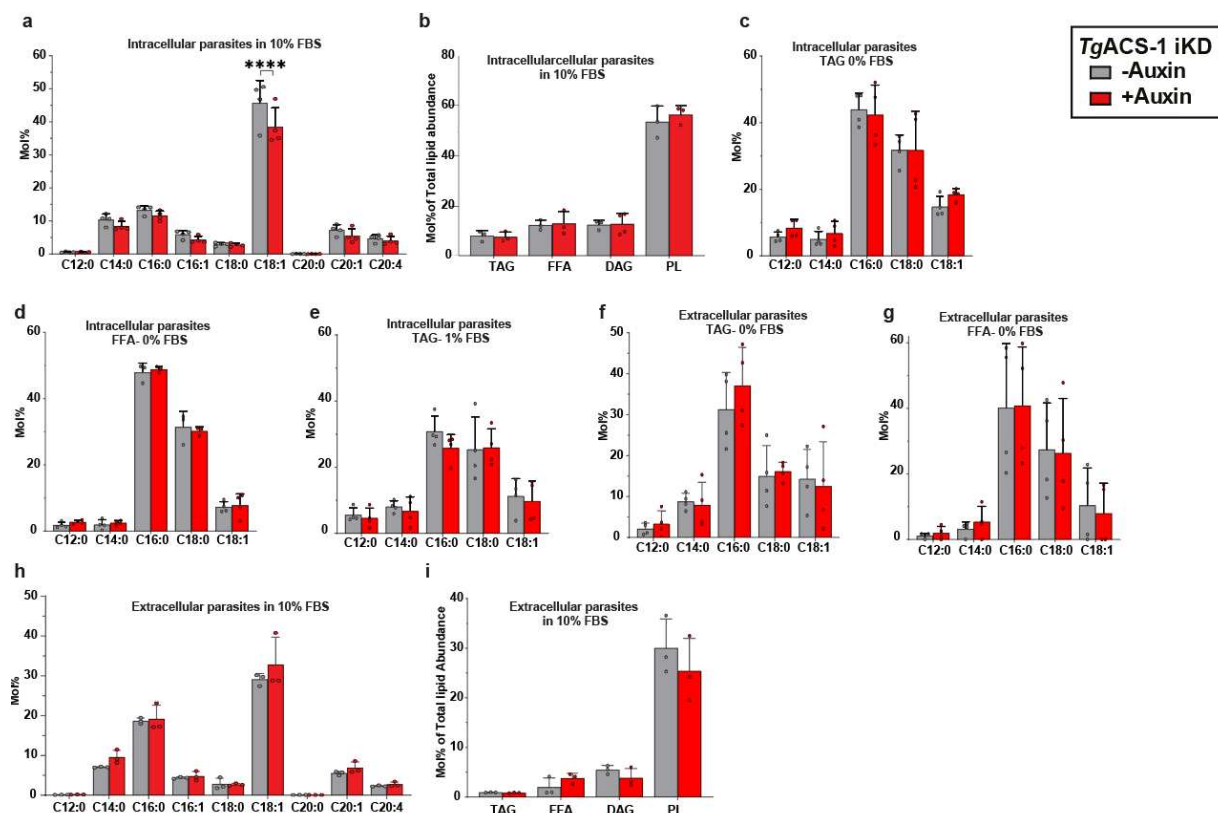 a
Intracellular parasites in 10% FBS
Mol%
60
50
40
30
20
10
0
****
C12:0 C14:0 C16:0 C16:1 C18:0 C18:1 C20:0 C20:1 C20:4
b
Intracellularcellular parasites
in 10% FBS
Mol% of Total lipid abundance
80
60
40
20
0
TAG FFA DAG PL
c
Intracellular parasites
TAG 0% FBS
Mol%
60
40
20
0
C12:0 C14:0 C16:0 C18:0 C18:1
TgACS-1 iKD
-Auxin
+Auxin
d
Intracellular parasites
FFA- 0% FBS
Mol%
60
40
20
0
C12:0 C14:0 C16:0 C18:0 C18:1
e
Intracellular parasites
TAG- 1% FBS
Mol%
60
40
20
0
C12:0 C14:0 C16:0 C18:0 C18:1
f
Extracellular parasites
TAG- 0% FBS
Mol%
50
40
30
20
10
0
C12:0 C14:0 C16:0 C18:0 C18:1
g
Extracellular parasites
FFA- 0% FBS
Mol%
60
40
20
0
C12:0 C14:0 C16:0 C18:0 C18:1
h
Extracellular parasites in 10% FBS
Mol%
50
40
30
20
10
0
C12:0 C14:0 C16:0 C16:1 C18:0 C18:1 C20:0 C20:1 C20:4
i
Extracellular parasites
in 10% FBS
Mol% of Total lipid Abundance
40
30
20
10
0
TAG FFA DAG PL